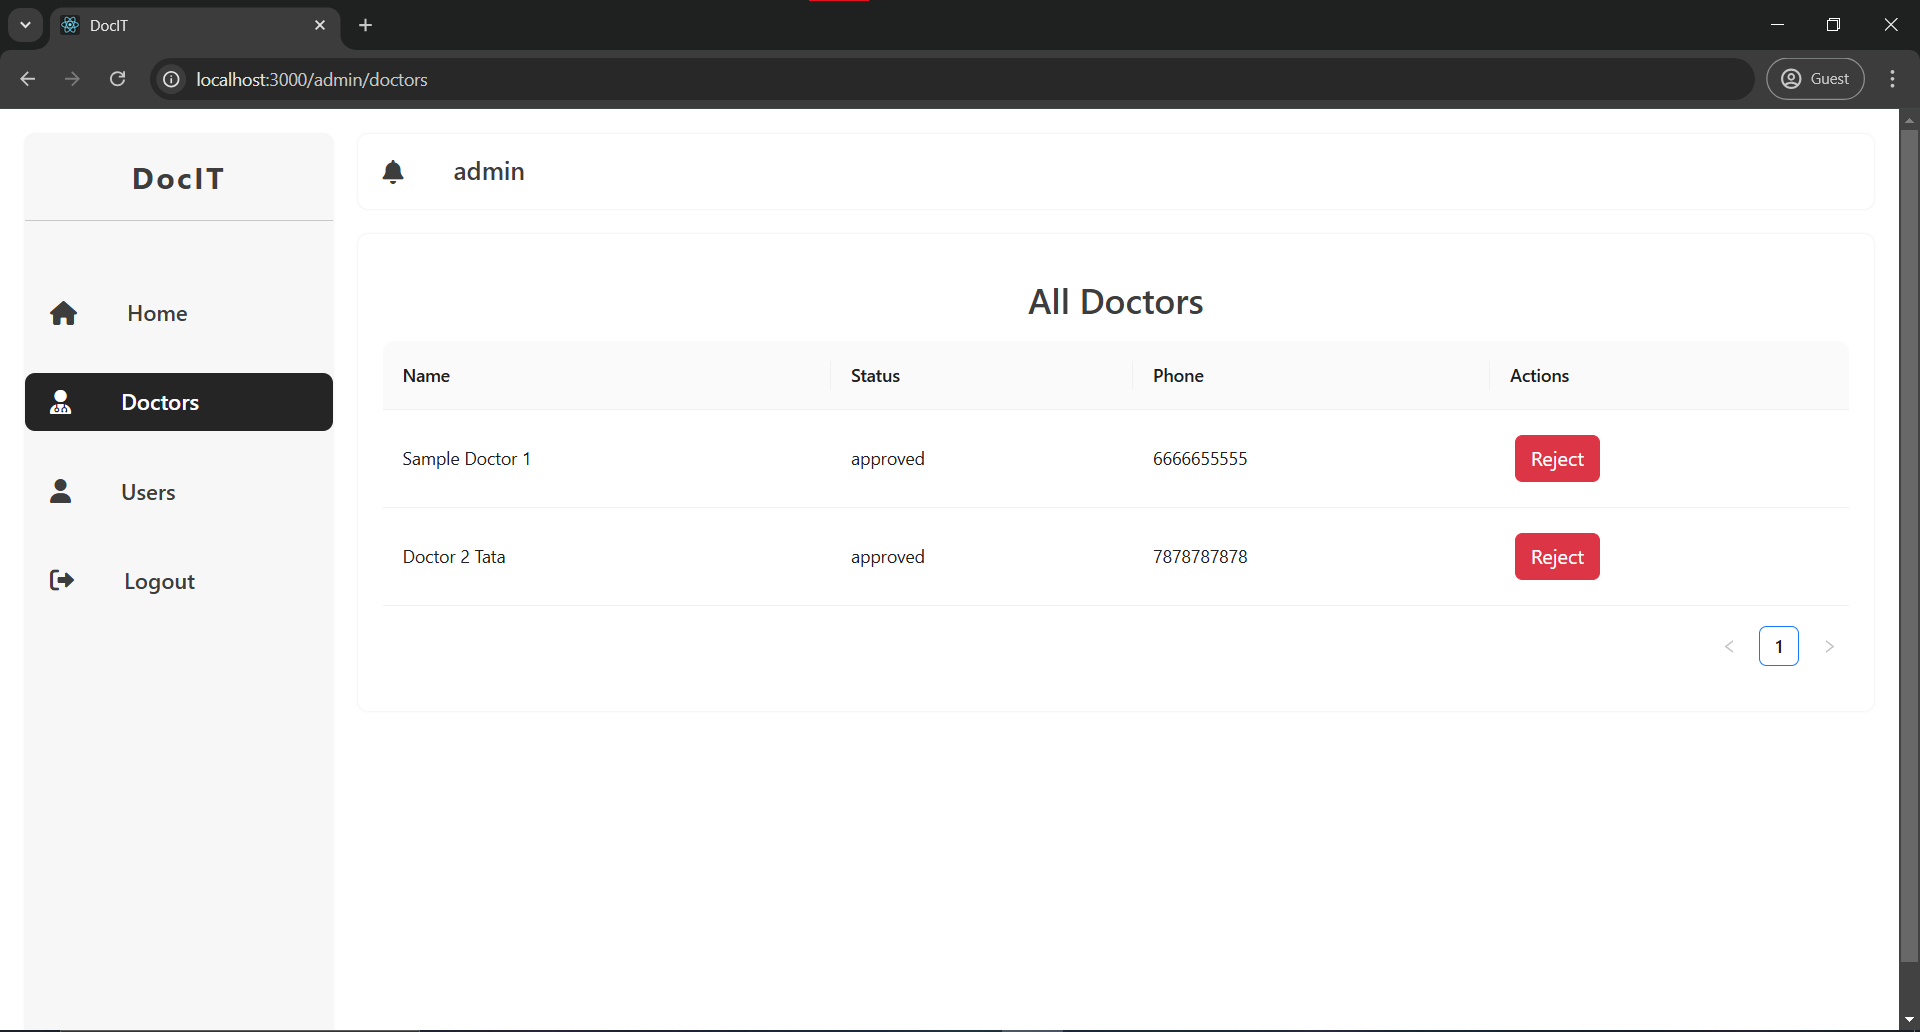 DocIT
localhost:3000/admin/doctors
Guest
DocIT
admin
Home
Doctors
Users
Logout
All Doctors
Name Status Phone Actions
Sample Doctor 1 approved 6666655555 Reject
Doctor 2 Tata approved 7878787878 Reject
< 1 >